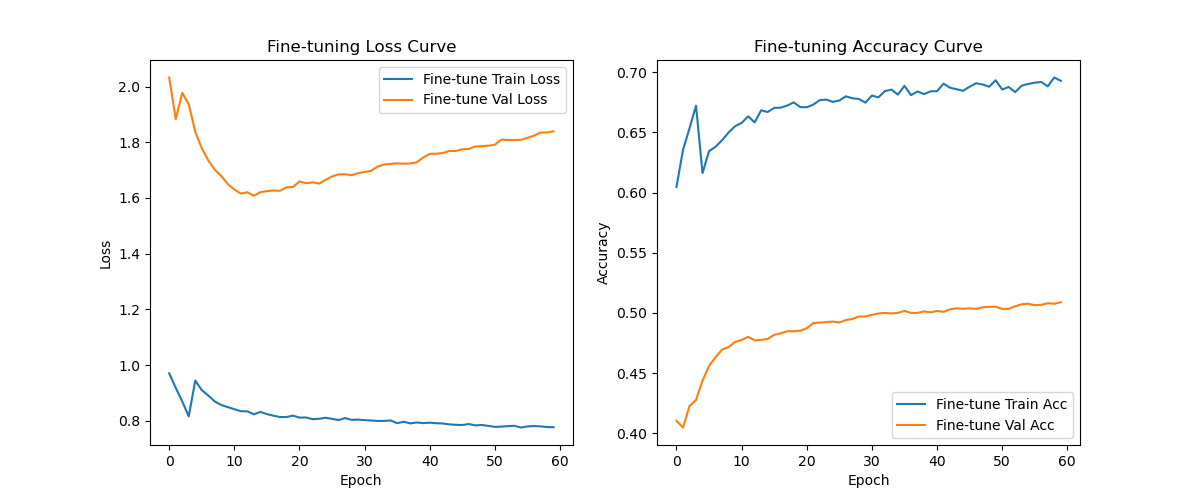 Fine-tuning Loss Curve
Fine-tune Train Loss
Fine-tune Val Loss
2.0
1.8
1.6
1.4
1.2
1.0
0.8
Loss
0 10 20 30 40 50 60
Epoch
Fine-tuning Accuracy Curve
0.70
0.65
0.60
0.55
0.50
0.45
0.40
Accuracy
Fine-tune Train Acc
Fine-tune Val Acc
0 10 20 30 40 50 60
Epoch